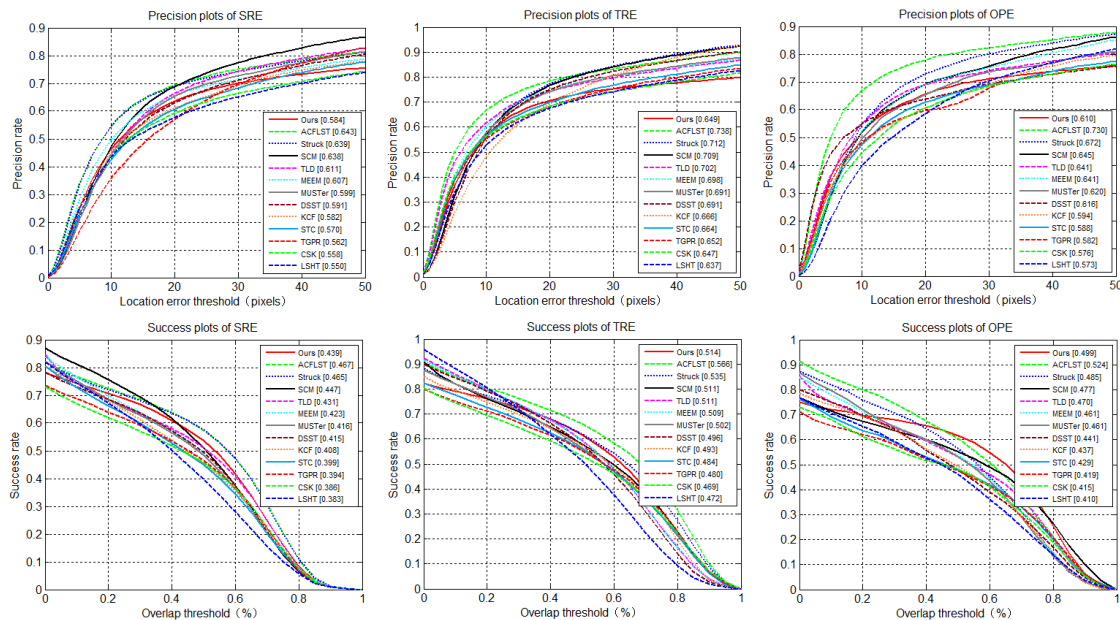 Precision plots of SRE
Precision rate
0.9
0.8
0.7
0.6
0.5
0.4
0.3
0.2
0.1
0
Ours [0.584]
ACFLST [0.643]
Struck [0.639]
SCM [0.638]
TLD [0.611]
MEEM [0.607]
MUSTer [0.599]
DSST [0.591]
KCF [0.582]
STC [0.570]
TGPR [0.562]
CSK [0.558]
LSHT [0.550]
0 10 20 30 40 50
Location error threshold (pixels)
Precision plots of TRE
Precision rate
1
0.9
0.8
0.7
0.6
0.5
0.4
0.3
0.2
0.1
0
Ours [0.649]
ACFLST [0.738]
Struck [0.712]
SCM [0.709]
TLD [0.702]
MEEM [0.698]
MUSTer [0.691]
DSST [0.691]
KCF [0.666]
STC [0.664]
TGPR [0.652]
CSK [0.647]
LSHT [0.637]
0 10 20 30 40 50
Location error threshold (pixels)
Precision plots of OPE
Precision rate
0.9
0.8
0.7
0.6
0.5
0.4
0.3
0.2
0.1
0
Ours [0.610]
ACFLST [0.730]
Struck [0.672]
SCM [0.645]
TLD [0.641]
MEEM [0.641]
MUSTer [0.620]
DSST [0.616]
KCF [0.594]
STC [0.588]
TGPR [0.582]
CSK [0.576]
LSHT [0.573]
0 10 20 30 40 50
Location error threshold (pixels)
Success plots of SRE
Success rate
0.9
0.8
0.7
0.6
0.5
0.4
0.3
0.2
0.1
0
Ours [0.439]
ACFLST [0.467]
Struck [0.465]
SCM [0.447]
TLD [0.431]
MEEM [0.423]
MUSTer [0.416]
DSST [0.415]
KCF [0.408]
STC [0.399]
TGPR [0.394]
CSK [0.386]
LSHT [0.383]
0 0.2 0.4 0.6 0.8 1
Overlap threshold (%)
Success plots of TRE
Success rate
1
0.9
0.8
0.7
0.6
0.5
0.4
0.3
0.2
0.1
0
Ours [0.514]
ACFLST [0.566]
Struck [0.535]
SCM [0.511]
TLD [0.511]
MEEM [0.509]
MUSTer [0.502]
DSST [0.496]
KCF [0.493]
STC [0.484]
TGPR [0.480]
CSK [0.469]
LSHT [0.472]
0 0.2 0.4 0.6 0.8 1
Overlap threshold (%)
Success plots of OPE
Success rate
1
0.9
0.8
0.7
0.6
0.5
0.4
0.3
0.2
0.1
0
Ours [0.499]
ACFLST [0.524]
Struck [0.485]
SCM [0.477]
TLD [0.470]
MEEM [0.461]
MUSTer [0.461]
DSST [0.441]
KCF [0.437]
STC [0.429]
TGPR [0.419]
CSK [0.415]
LSHT [0.410]
0 0.2 0.4 0.6 0.8 1
Overlap threshold (%)